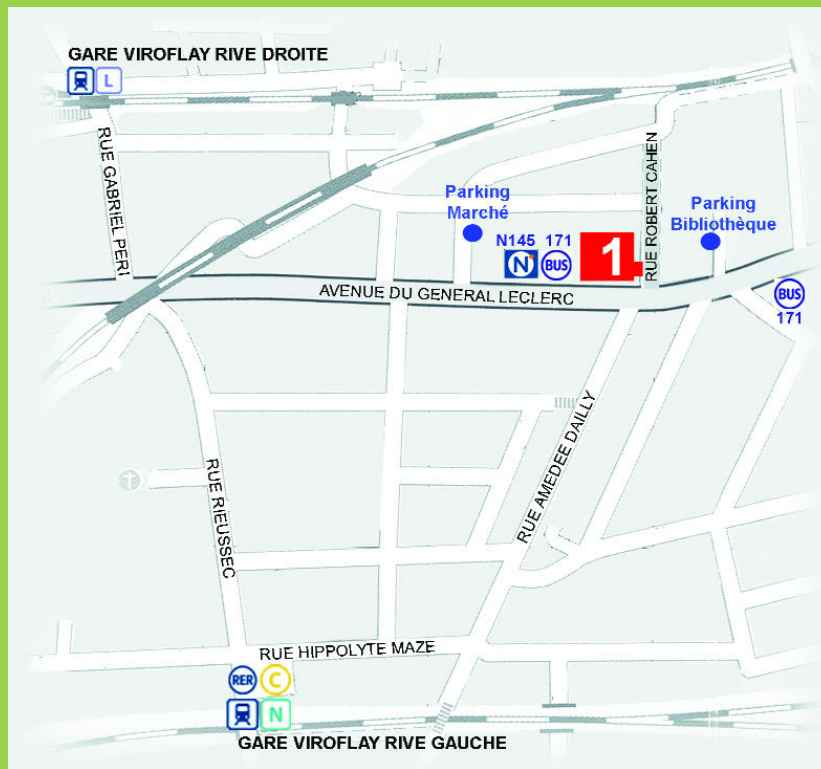 GARE VIROFLAY RIVE DROITE
L
RUE GABRIEL PERI
RUE ROBERT CAHEN
Parking
Marché
Parking
Bibliothèque
N145 171
N BUS
1
AVENUE DU GENERAL LECLERC
BUS
171
RUE AMEDEE DAILLY
RUE RIEUSSEC
RUE HIPPOLYTE MAZE
RER C
N
GARE VIROFLAY RIVE GAUCHE